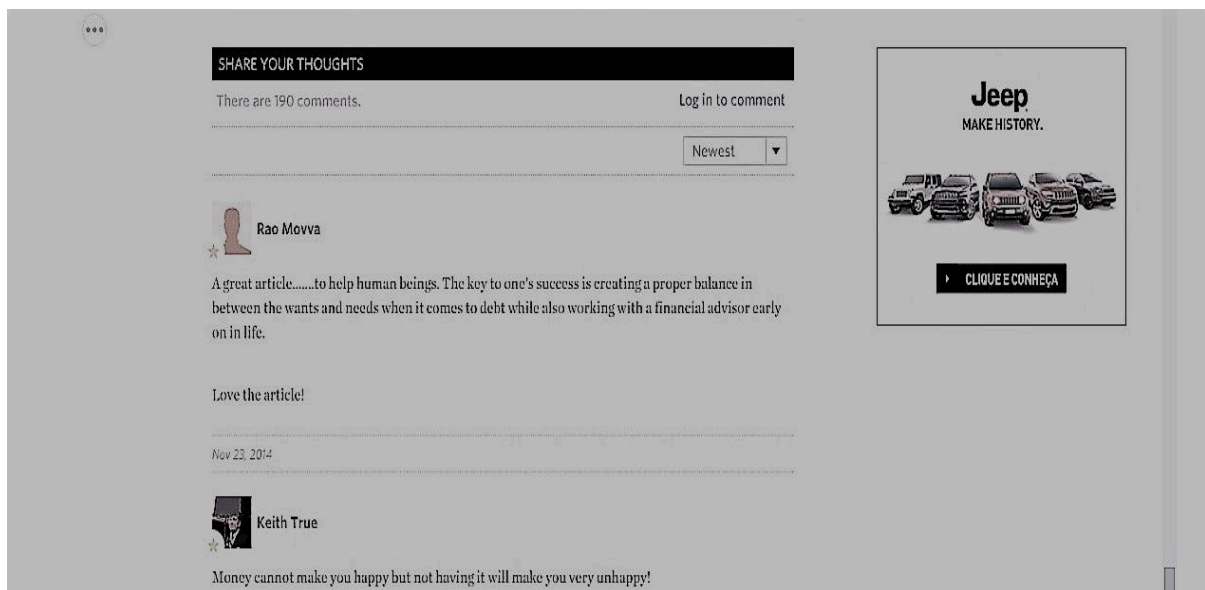 SHARE YOUR THOUGHTS
There are 190 comments.
Log in to comment
Newest
Rao Movva
A great article.......to help human beings. The key to one's success is creating a proper balance in
between the wants and needs when it comes to debt while also working with a financial advisor early
on in life.
Love the article!
Nov 23, 2014
Keith True
Money cannot make you happy but not having it will make you very unhappy!
Jeep
MAKE HISTORY.
CLIQUE E CONHEÇA